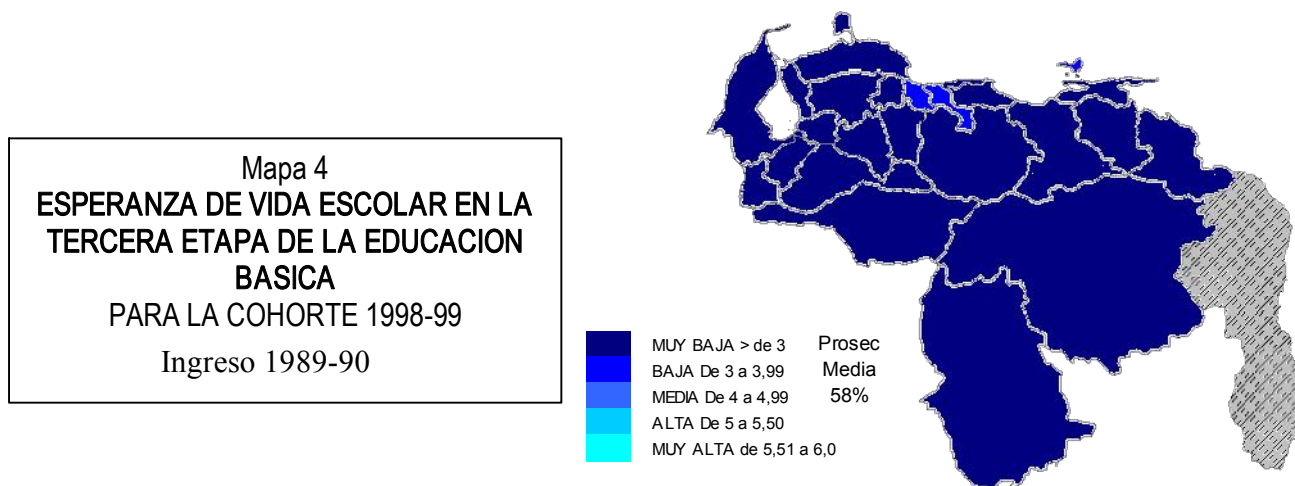 Mapa 4
ESPERANZA DE VIDA ESCOLAR EN LA
TERCERA ETAPA DE LA EDUCACION
BASICA
PARA LA COHORTE 1998-99
Ingreso 1989-90
MUY BAJA > de 3
BAJA De 3 a 3,99
MEDIA De 4 a 4,99
ALTA De 5 a 5,50
MUY ALTA de 5,51 a 6,0
Prosec
Media
58%